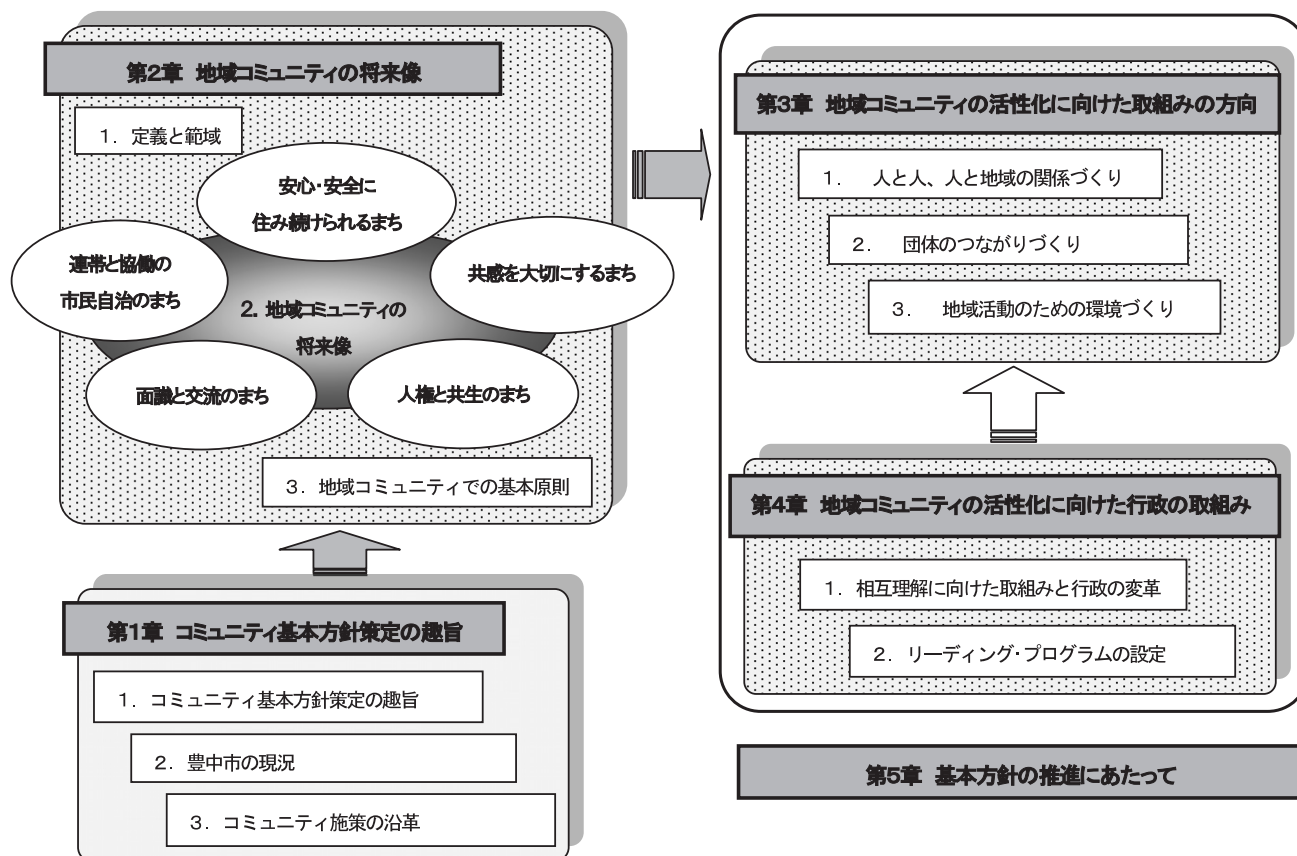 第2章 地域コミュニティの将来像
1. 定義と範域
安心・安全に
住み続けられるまち
連帯と協働の
市民自治のまち
共感を大切にするまち
2. 地域コミュニティの
将来像
面識と交流のまち
人権と共生のまち
3. 地域コミュニティでの基本原則
第1章 コミュニティ基本方針策定の趣旨
1. コミュニティ基本方針策定の趣旨
2. 豊中市の現況
3. コミュニティ施策の沿革
第3章 地域コミュニティの活性化に向けた取組みの方向
1. 人と人、人と地域の関係づくり
2. 団体のつながりづくり
3. 地域活動のための環境づくり
第4章 地域コミュニティの活性化に向けた行政の取組み
1. 相互理解に向けた取組みと行政の変革
2. リーディング・プログラムの設定
第5章 基本方針の推進にあたって